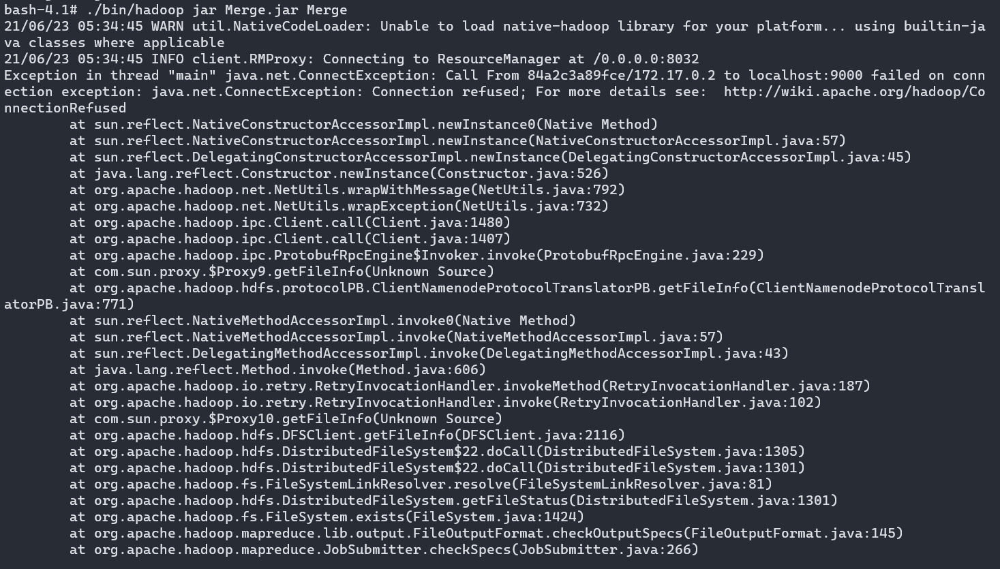 bash-4.1# ./bin/hadoop jar Merge.jar Merge
21/06/23 05:34:45 WARN util.NativeCodeLoader: Unable to load native-hadoop library for your platform... using builtin-ja
va classes where applicable
21/06/23 05:34:45 INFO client.RMProxy: Connecting to ResourceManager at /0.0.0.0:8032
Exception in thread "main" java.net.ConnectException: Call From 84a2c3a89fce/172.17.0.2 to localhost:9000 failed on conn
ection exception: java.net.ConnectException: Connection refused; For more details see:  http://wiki.apache.org/hadoop/Co
nnectionRefused
        at sun.reflect.NativeConstructorAccessorImpl.newInstance0(Native Method)
        at sun.reflect.NativeConstructorAccessorImpl.newInstance(NativeConstructorAccessorImpl.java:57)
        at sun.reflect.DelegatingConstructorAccessorImpl.newInstance(DelegatingConstructorAccessorImpl.java:45)
        at java.lang.reflect.Constructor.newInstance(Constructor.java:526)
        at org.apache.hadoop.net.NetUtils.wrapWithMessage(NetUtils.java:792)
        at org.apache.hadoop.net.NetUtils.wrapException(NetUtils.java:732)
        at org.apache.hadoop.ipc.Client.call(Client.java:1480)
        at org.apache.hadoop.ipc.Client.call(Client.java:1407)
        at org.apache.hadoop.ipc.ProtobufRpcEngine$Invoker.invoke(ProtobufRpcEngine.java:229)
        at com.sun.proxy.$Proxy9.getFileInfo(Unknown Source)
        at org.apache.hadoop.hdfs.protocolPB.ClientNamenodeProtocolTranslatorPB.getFileInfo(ClientNamenodeProtocolTransl
atorPB.java:771)
        at sun.reflect.NativeMethodAccessorImpl.invoke0(Native Method)
        at sun.reflect.NativeMethodAccessorImpl.invoke(NativeMethodAccessorImpl.java:57)
        at sun.reflect.DelegatingMethodAccessorImpl.invoke(DelegatingMethodAccessorImpl.java:43)
        at java.lang.reflect.Method.invoke(Method.java:606)
        at org.apache.hadoop.io.retry.RetryInvocationHandler.invokeMethod(RetryInvocationHandler.java:187)
        at org.apache.hadoop.io.retry.RetryInvocationHandler.invoke(RetryInvocationHandler.java:102)
        at com.sun.proxy.$Proxy10.getFileInfo(Unknown Source)
        at org.apache.hadoop.hdfs.DFSClient.getFileInfo(DFSClient.java:2116)
        at org.apache.hadoop.hdfs.DistributedFileSystem$22.doCall(DistributedFileSystem.java:1305)
        at org.apache.hadoop.hdfs.DistributedFileSystem$22.doCall(DistributedFileSystem.java:1301)
        at org.apache.hadoop.fs.FileSystemLinkResolver.resolve(FileSystemLinkResolver.java:81)
        at org.apache.hadoop.hdfs.DistributedFileSystem.getFileStatus(DistributedFileSystem.java:1301)
        at org.apache.hadoop.fs.FileSystem.exists(FileSystem.java:1424)
        at org.apache.hadoop.mapreduce.lib.output.FileOutputFormat.checkOutputSpecs(FileOutputFormat.java:145)
        at org.apache.hadoop.mapreduce.JobSubmitter.checkSpecs(JobSubmitter.java:266)